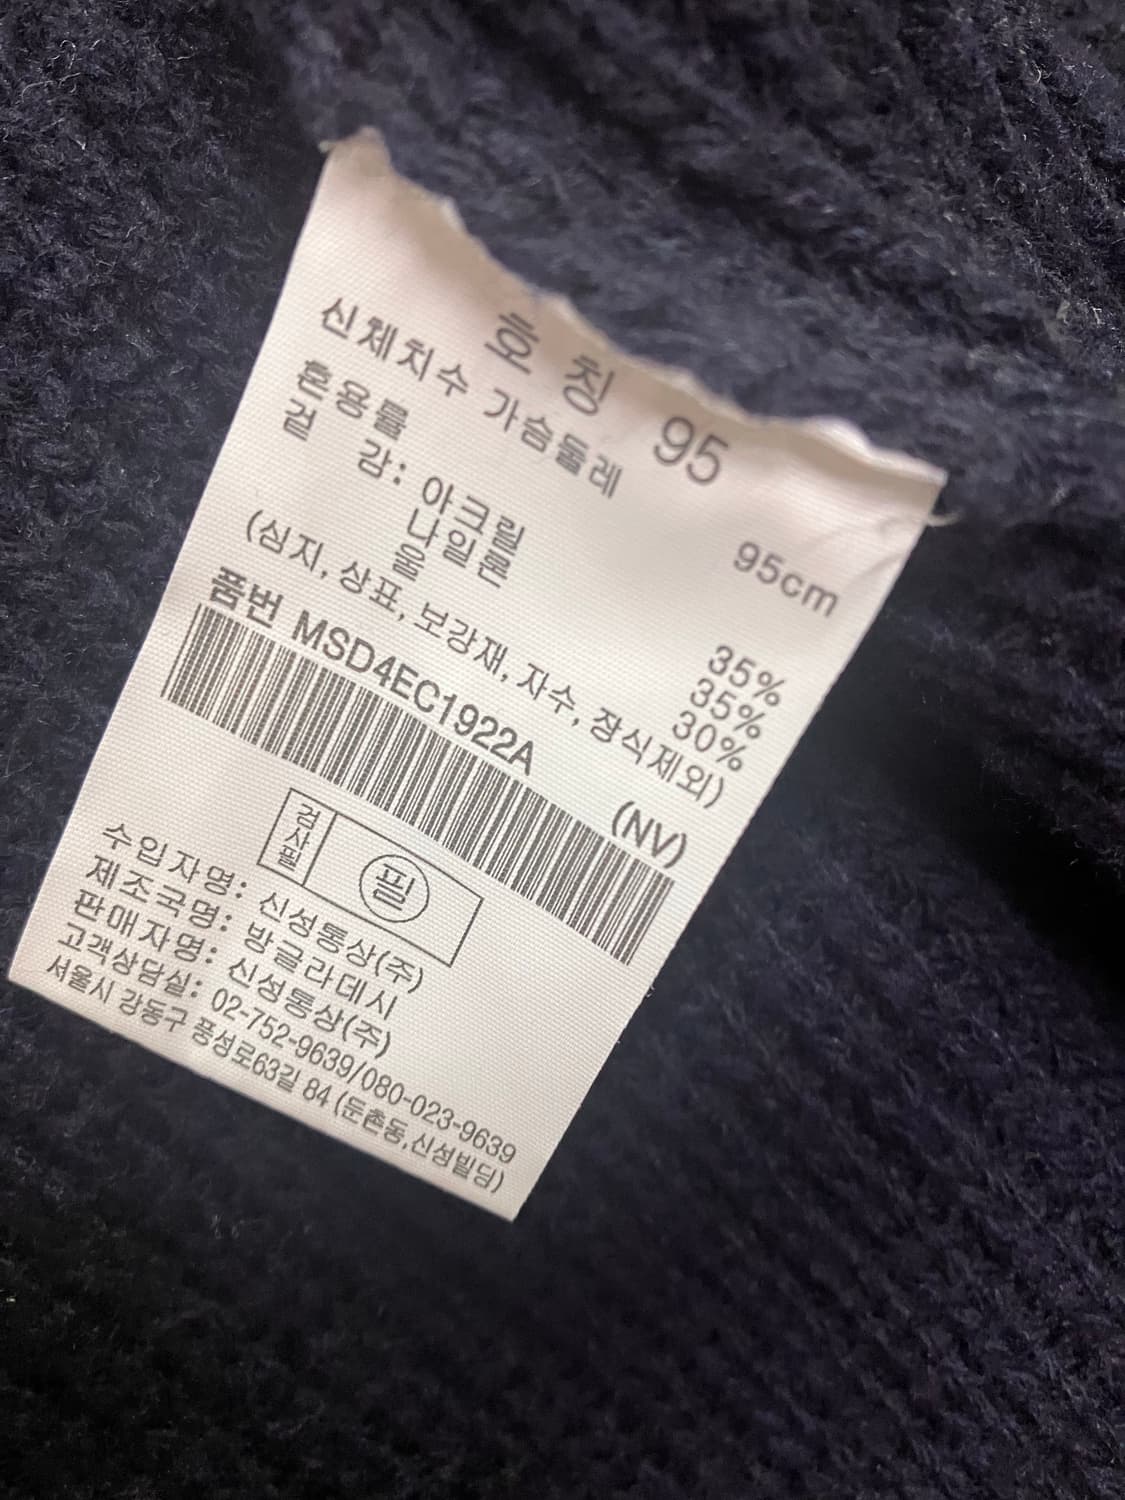 호 칭 95
신체치수 가슴둘레 95cm
혼용률
겉 감: 아크릴 35%
나일론 35%
울 30%
(심지, 상표, 보강재, 자수, 장식제외)
품번 MSD4EC1922A (NV)
검사필 필
수입자명: 신성통상(주)
제조국명: 방글라데시
판매자명: 신성통상(주)
고객상담실: 02-752-9639/080-023-9639
서울시 강동구 풍성로63길 84 (둔촌동,신성빌딩)